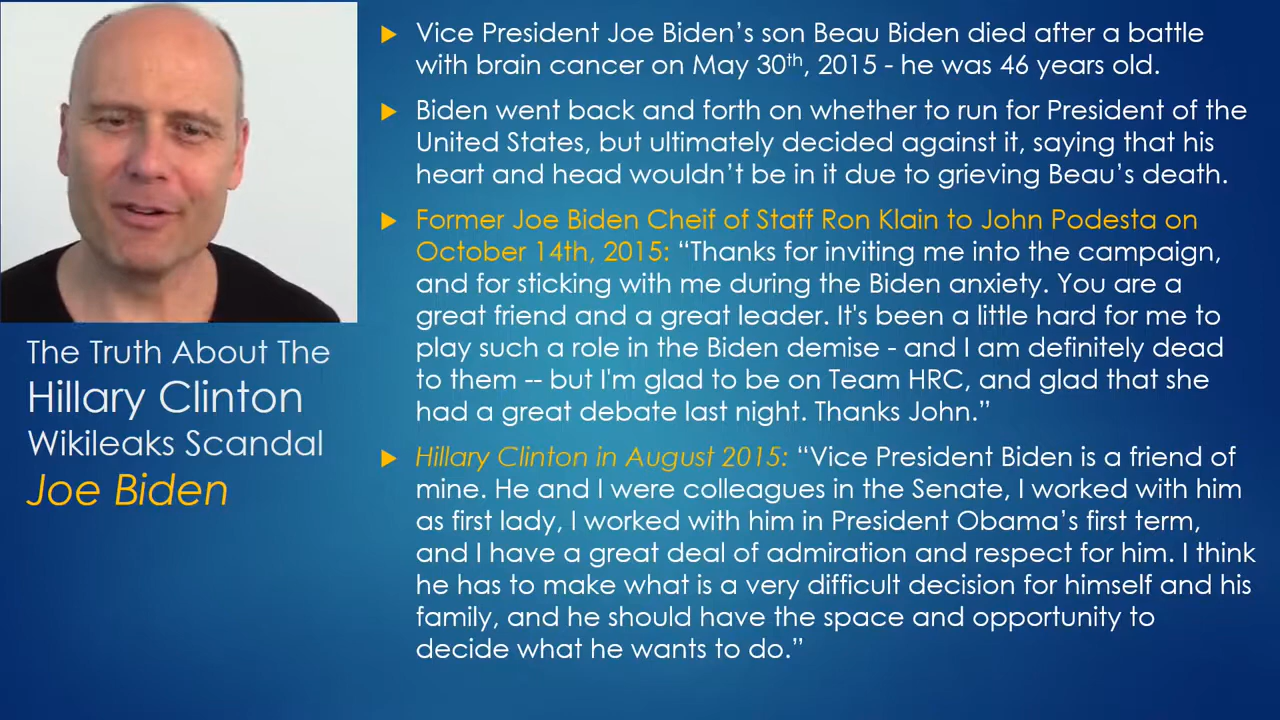 The Truth About The
Hillary Clinton
Wikileaks Scandal
Joe Biden
Vice President Joe Biden’s son Beau Biden died after a battle
with brain cancer on May 30th, 2015 - he was 46 years old.
Biden went back and forth on whether to run for President of the
United States, but ultimately decided against it, saying that his
heart and head wouldn’t be in it due to grieving Beau’s death.
Former Joe Biden Cheif of Staff Ron Klain to John Podesta on
October 14th, 2015: “Thanks for inviting me into the campaign,
and for sticking with me during the Biden anxiety. You are a
great friend and a great leader. It's been a little hard for me to
play such a role in the Biden demise - and I am definitely dead
to them -- but I'm glad to be on Team HRC, and glad that she
had a great debate last night. Thanks John.”
Hillary Clinton in August 2015: “Vice President Biden is a friend of
mine. He and I were colleagues in the Senate, I worked with him
as first lady, I worked with him in President Obama’s first term,
and I have a great deal of admiration and respect for him. I think
he has to make what is a very difficult decision for himself and his
family, and he should have the space and opportunity to
decide what he wants to do.”